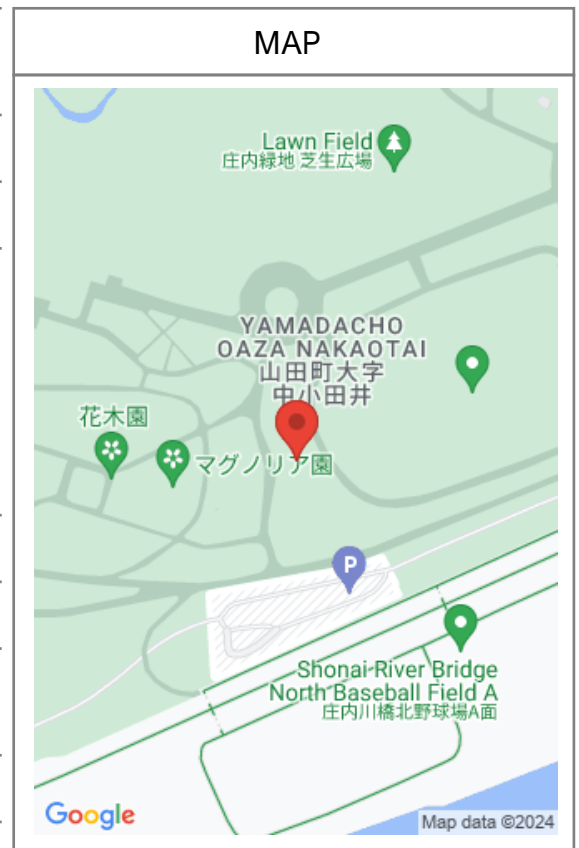 MAP
Lawn Field
庄内緑地 芝生広場
YAMADACHO
OAZA NAKAOTAI
山田町大字
中小田井
花木園
マグノリア園
P
Shonai River Bridge
North Baseball Field A
庄内川橋北野球場A面
Google
Map data ©2024